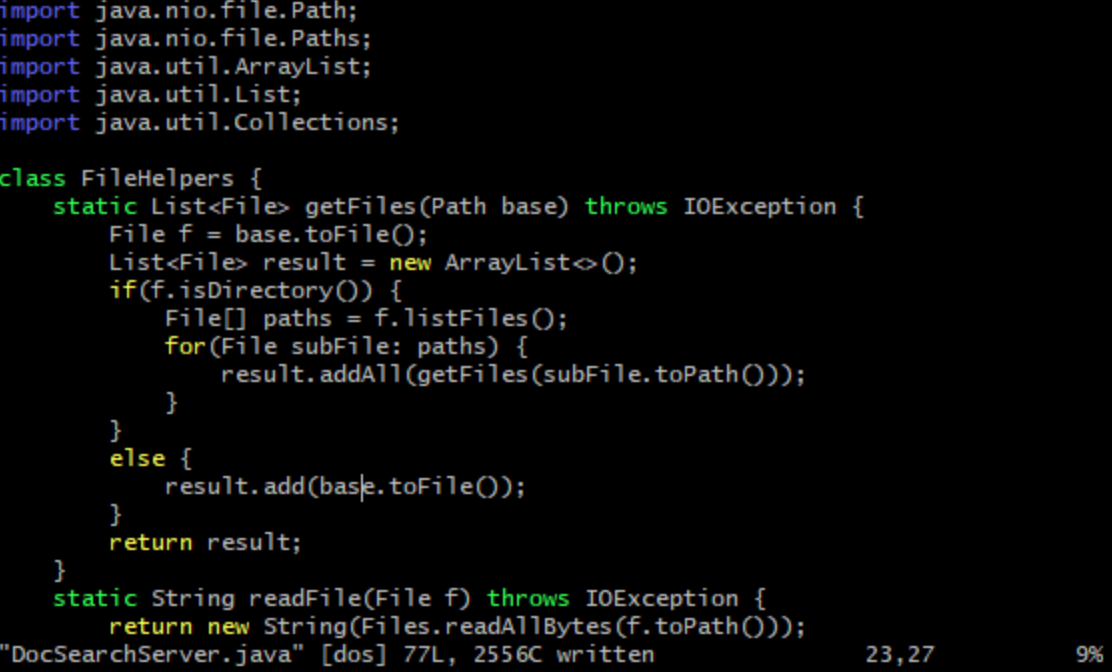 import java.nio.file.Path;
import java.nio.file.Paths;
import java.util.ArrayList;
import java.util.List;
import java.util.Collections;

class FileHelpers {
    static List<File> getFiles(Path base) throws IOException {
        File f = base.toFile();
        List<File> result = new ArrayList<>();
        if(f.isDirectory()) {
            File[] paths = f.listFiles();
            for(File subFile: paths) {
                result.addAll(getFiles(subFile.toPath()));
            }
        }
        else {
            result.add(base.toFile());
        }
        return result;
    }
    static String readFile(File f) throws IOException {
        return new String(Files.readAllBytes(f.toPath()));
"DocSearchServer.java" [dos] 77L, 2556C written 23,27 9%